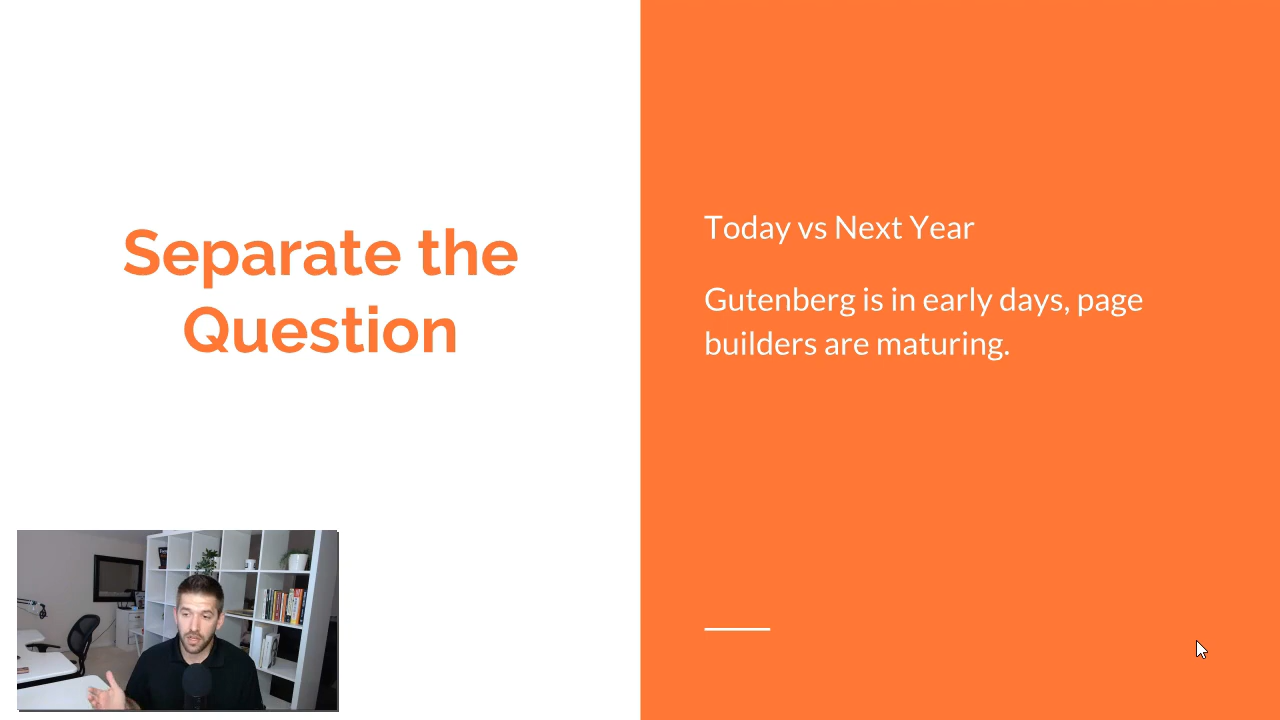 Separate the
Question
Today vs Next Year
Gutenberg is in early days, page
builders are maturing.